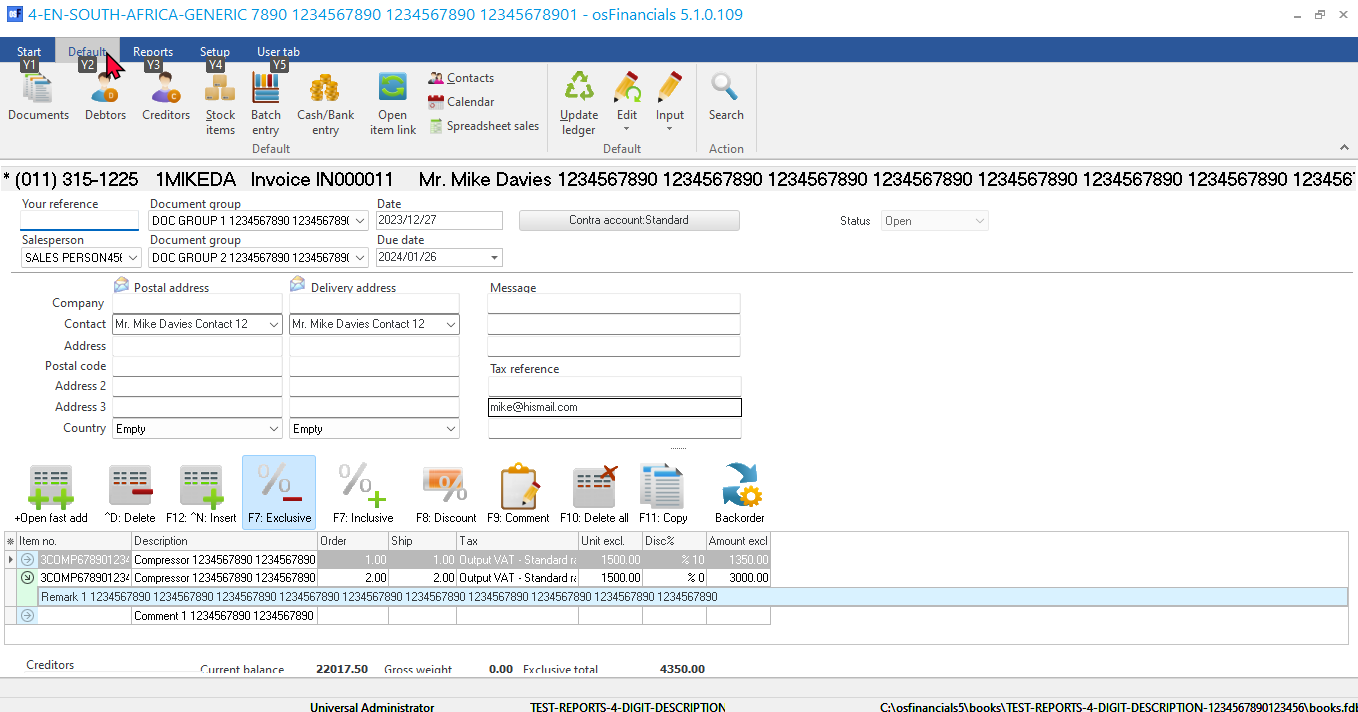 4-EN-SOUTH-AFRICA-GENERIC 7890 1234567890 1234567890 12345678901 - osFinancials 5.1.0.109
Start Default Reports Setup User tab
Y1 Y2 Y3 Y4 Y5
Documents Debtors Creditors Stock items Batch entry Cash/Bank entry Open item link
Contacts
Calendar
Spreadsheet sales
Update ledger Edit Input Search
Default Default Action
* (011) 315-1225 1MIKEDA Invoice IN000011 Mr. Mike Davies 1234567890 1234567890 1234567890 1234567890 1234567890 1234567890 1234567890 123456
Your reference Document group Date
DOC GROUP 1 1234567890 123456789( 2023/12/27 Contra account:Standard Status Open
Salesperson Document group Due date
SALES PERSON456 DOC GROUP 2 1234567890 123456789( 2024/01/26
Postal address Delivery address Message
Company
Contact Mr. Mike Davies Contact 12 Mr. Mike Davies Contact 12
Address
Postal code Tax reference
Address 2
Address 3 mike@hismail.com
Country Empty Empty
+Open fast add ^D: Delete F12: ^N: Insert F7: Exclusive F7: Inclusive F8: Discount F9: Comment F10: Delete all F11: Copy Backorder
Item no. Description Order Ship Tax Unit excl. Disc% Amount excl
3COMP678901234 Compressor 1234567890 1234567890 1.00 1.00 Output VAT - Standard ra 1500.00 % 10 1350.00
3COMP678901234 Compressor 1234567890 1234567890 2.00 2.00 Output VAT - Standard ra 1500.00 % 0 3000.00
Remark 1 1234567890 1234567890 1234567890 1234567890 1234567890 1234567890 1234567890 1234567890 1234567890 1234567890
Comment 1 1234567890 1234567890
Creditors Current balance 22017.50 Gross weight 0.00 Exclusive total 4350.00
Universal Administrator TEST-REPORTS-4-DIGIT-DESCRIPTION C:\osfinancials5\books\TEST-REPORTS-4-DIGIT-DESCRIPTION-1234567890123456\books.fdb